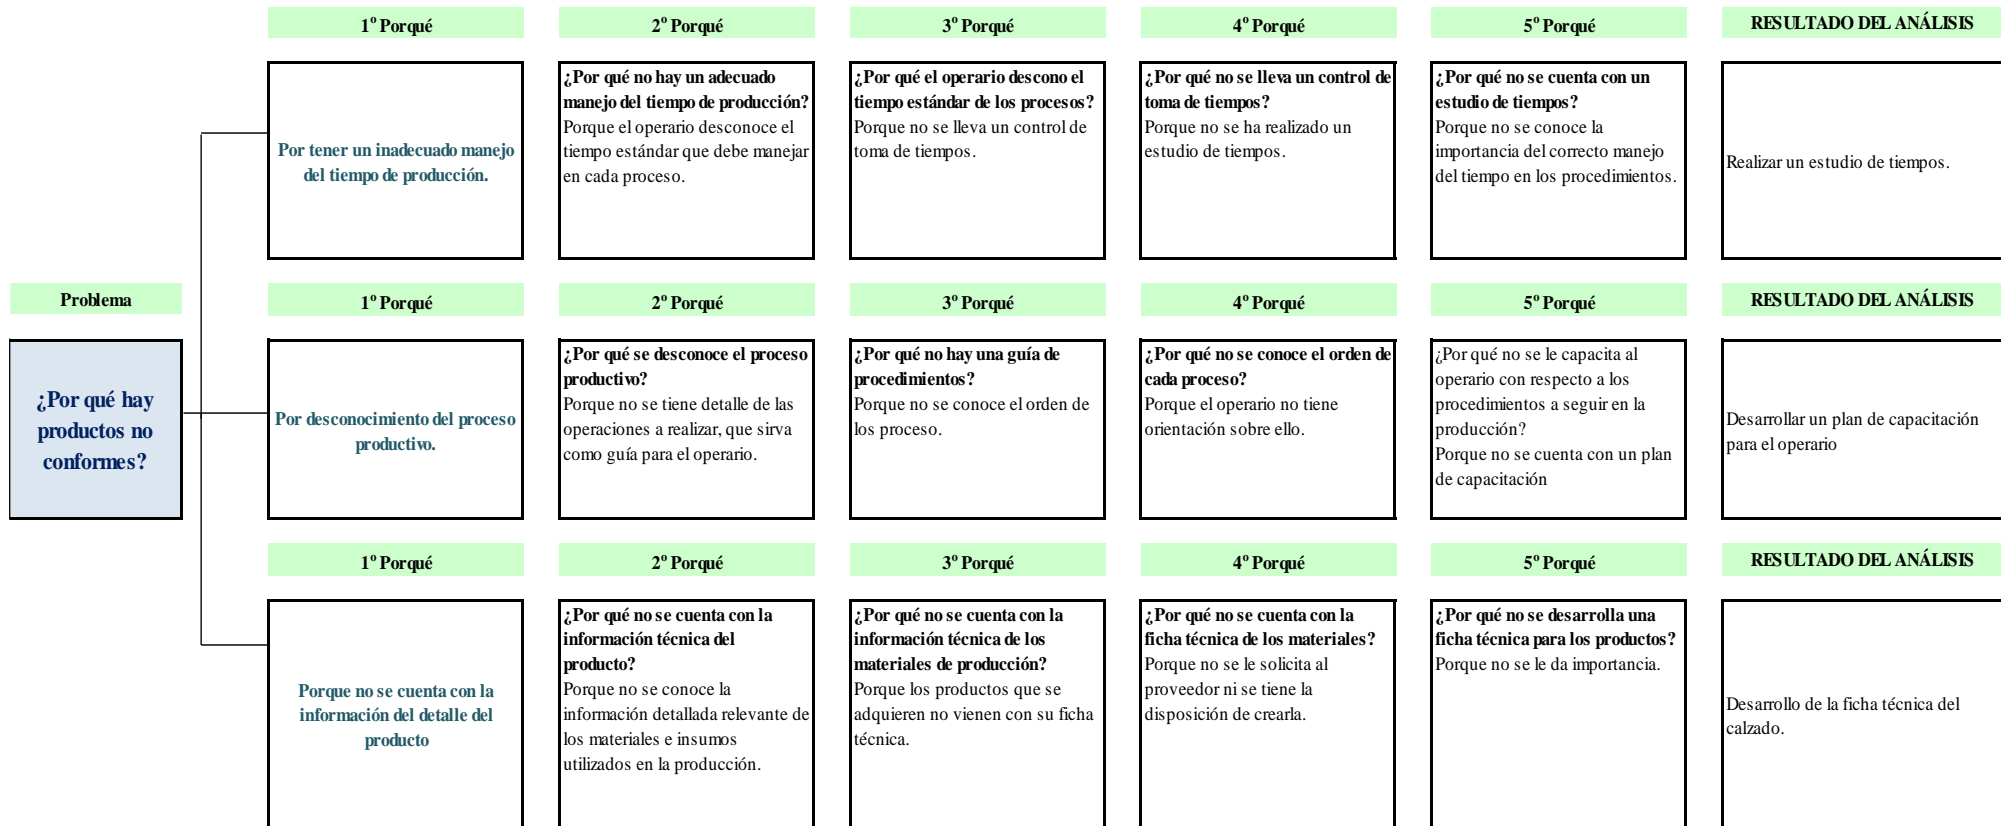 1º Porqué
2º Porqué
3º Porqué
4º Porqué
5º Porqué
RESULTADO DEL ANÁLISIS
Por tener un inadecuado manejo
del tiempo de producción.
¿Por qué no hay un adecuado
manejo del tiempo de producción?
Porque el operario desconoce el
tiempo estándar que debe manejar
en cada proceso.
¿Por qué el operario descono el
tiempo estándar de los procesos?
Porque no se lleva un control de
toma de tiempos.
¿Por qué no se lleva un control de
toma de tiempos?
Porque no se ha realizado un
estudio de tiempos.
¿Por qué no se cuenta con un
estudio de tiempos?
Porque no se conoce la
importancia del correcto manejo
del tiempo en los procedimientos.
Realizar un estudio de tiempos.
Problema
¿Por qué hay
productos no
conformes?
1º Porqué
2º Porqué
3º Porqué
4º Porqué
5º Porqué
RESULTADO DEL ANÁLISIS
Por desconocimiento del proceso
productivo.
¿Por qué se desconoce el proceso
productivo?
Porque no se tiene detalle de las
operaciones a realizar, que sirva
como guía para el operario.
¿Por qué no hay una guía de
procedimientos?
Porque no se conoce el orden de
los proceso.
¿Por qué no se conoce el orden de
cada proceso?
Porque el operario no tiene
orientación sobre ello.
¿Por qué no se le capacita al
operario con respecto a los
procedimientos a seguir en la
producción?
Porque no se cuenta con un plan
de capacitación
Desarrollar un plan de capacitación
para el operario
1º Porqué
2º Porqué
3º Porqué
4º Porqué
5º Porqué
RESULTADO DEL ANÁLISIS
Porque no se cuenta con la
información del detalle del
producto
¿Por qué no se cuenta con la
información técnica del
producto?
Porque no se conoce la
información detallada relevante de
los materiales e insumos
utilizados en la producción.
¿Por qué no se cuenta con la
información técnica de los
materiales de producción?
Porque los productos que se
adquieren no vienen con su ficha
técnica.
¿Por qué no se cuenta con la
ficha técnica de los materiales?
Porque no se le solicita al
proveedor ni se tiene la
disposición de crearla.
¿Por qué no se desarrolla una
ficha técnica para los productos?
Porque no se le da importancia.
Desarrollo de la ficha técnica del
calzado.